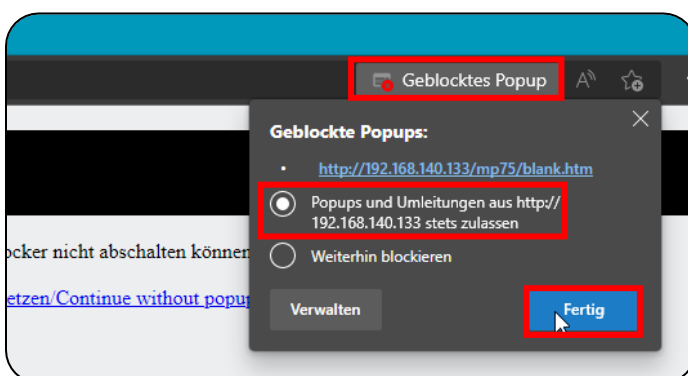 Geblocktes Popup
A
Geblockte Popups:
• http://192.168.140.133/mp75/blank.htm
Popups und Umleitungen aus http://
192.168.140.133 stets zulassen
ocker nicht abschalten können
Weiterhin blockieren
etzen/Continue without popu
Verwalten
Fertig